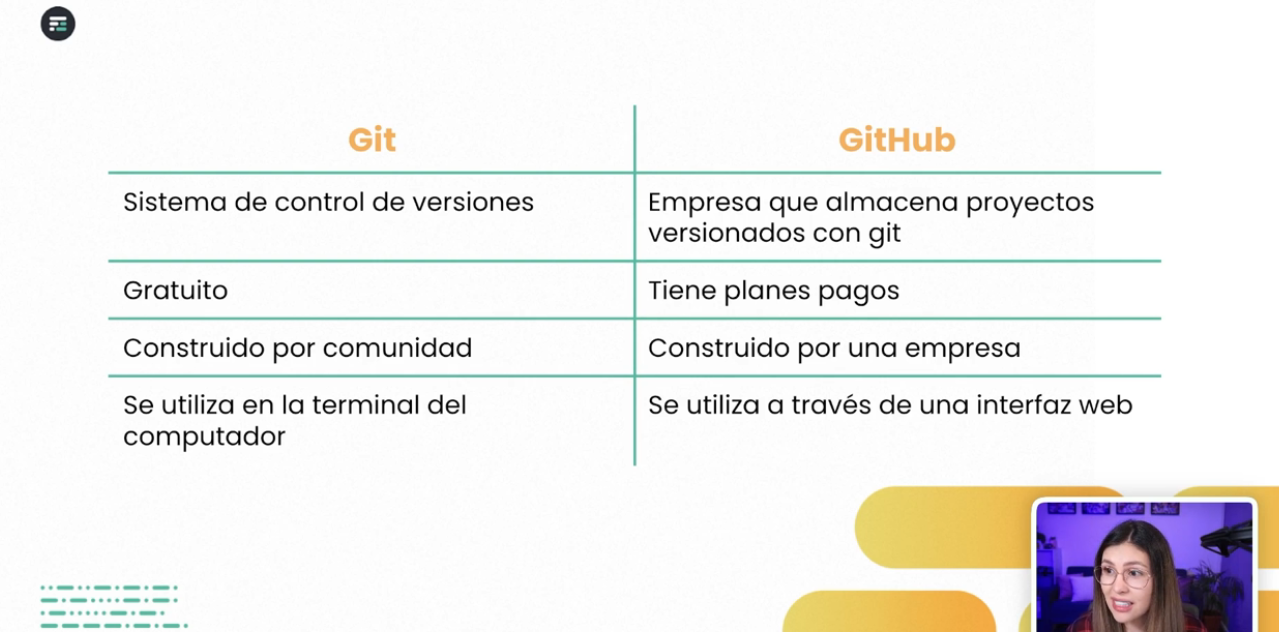 Git
GitHub
Sistema de control de versiones
Empresa que almacena proyectos
versionados con git
Gratuito
Tiene planes pagos
Construido por comunidad
Construido por una empresa
Se utiliza en la terminal del
computador
Se utiliza a través de una interfaz web